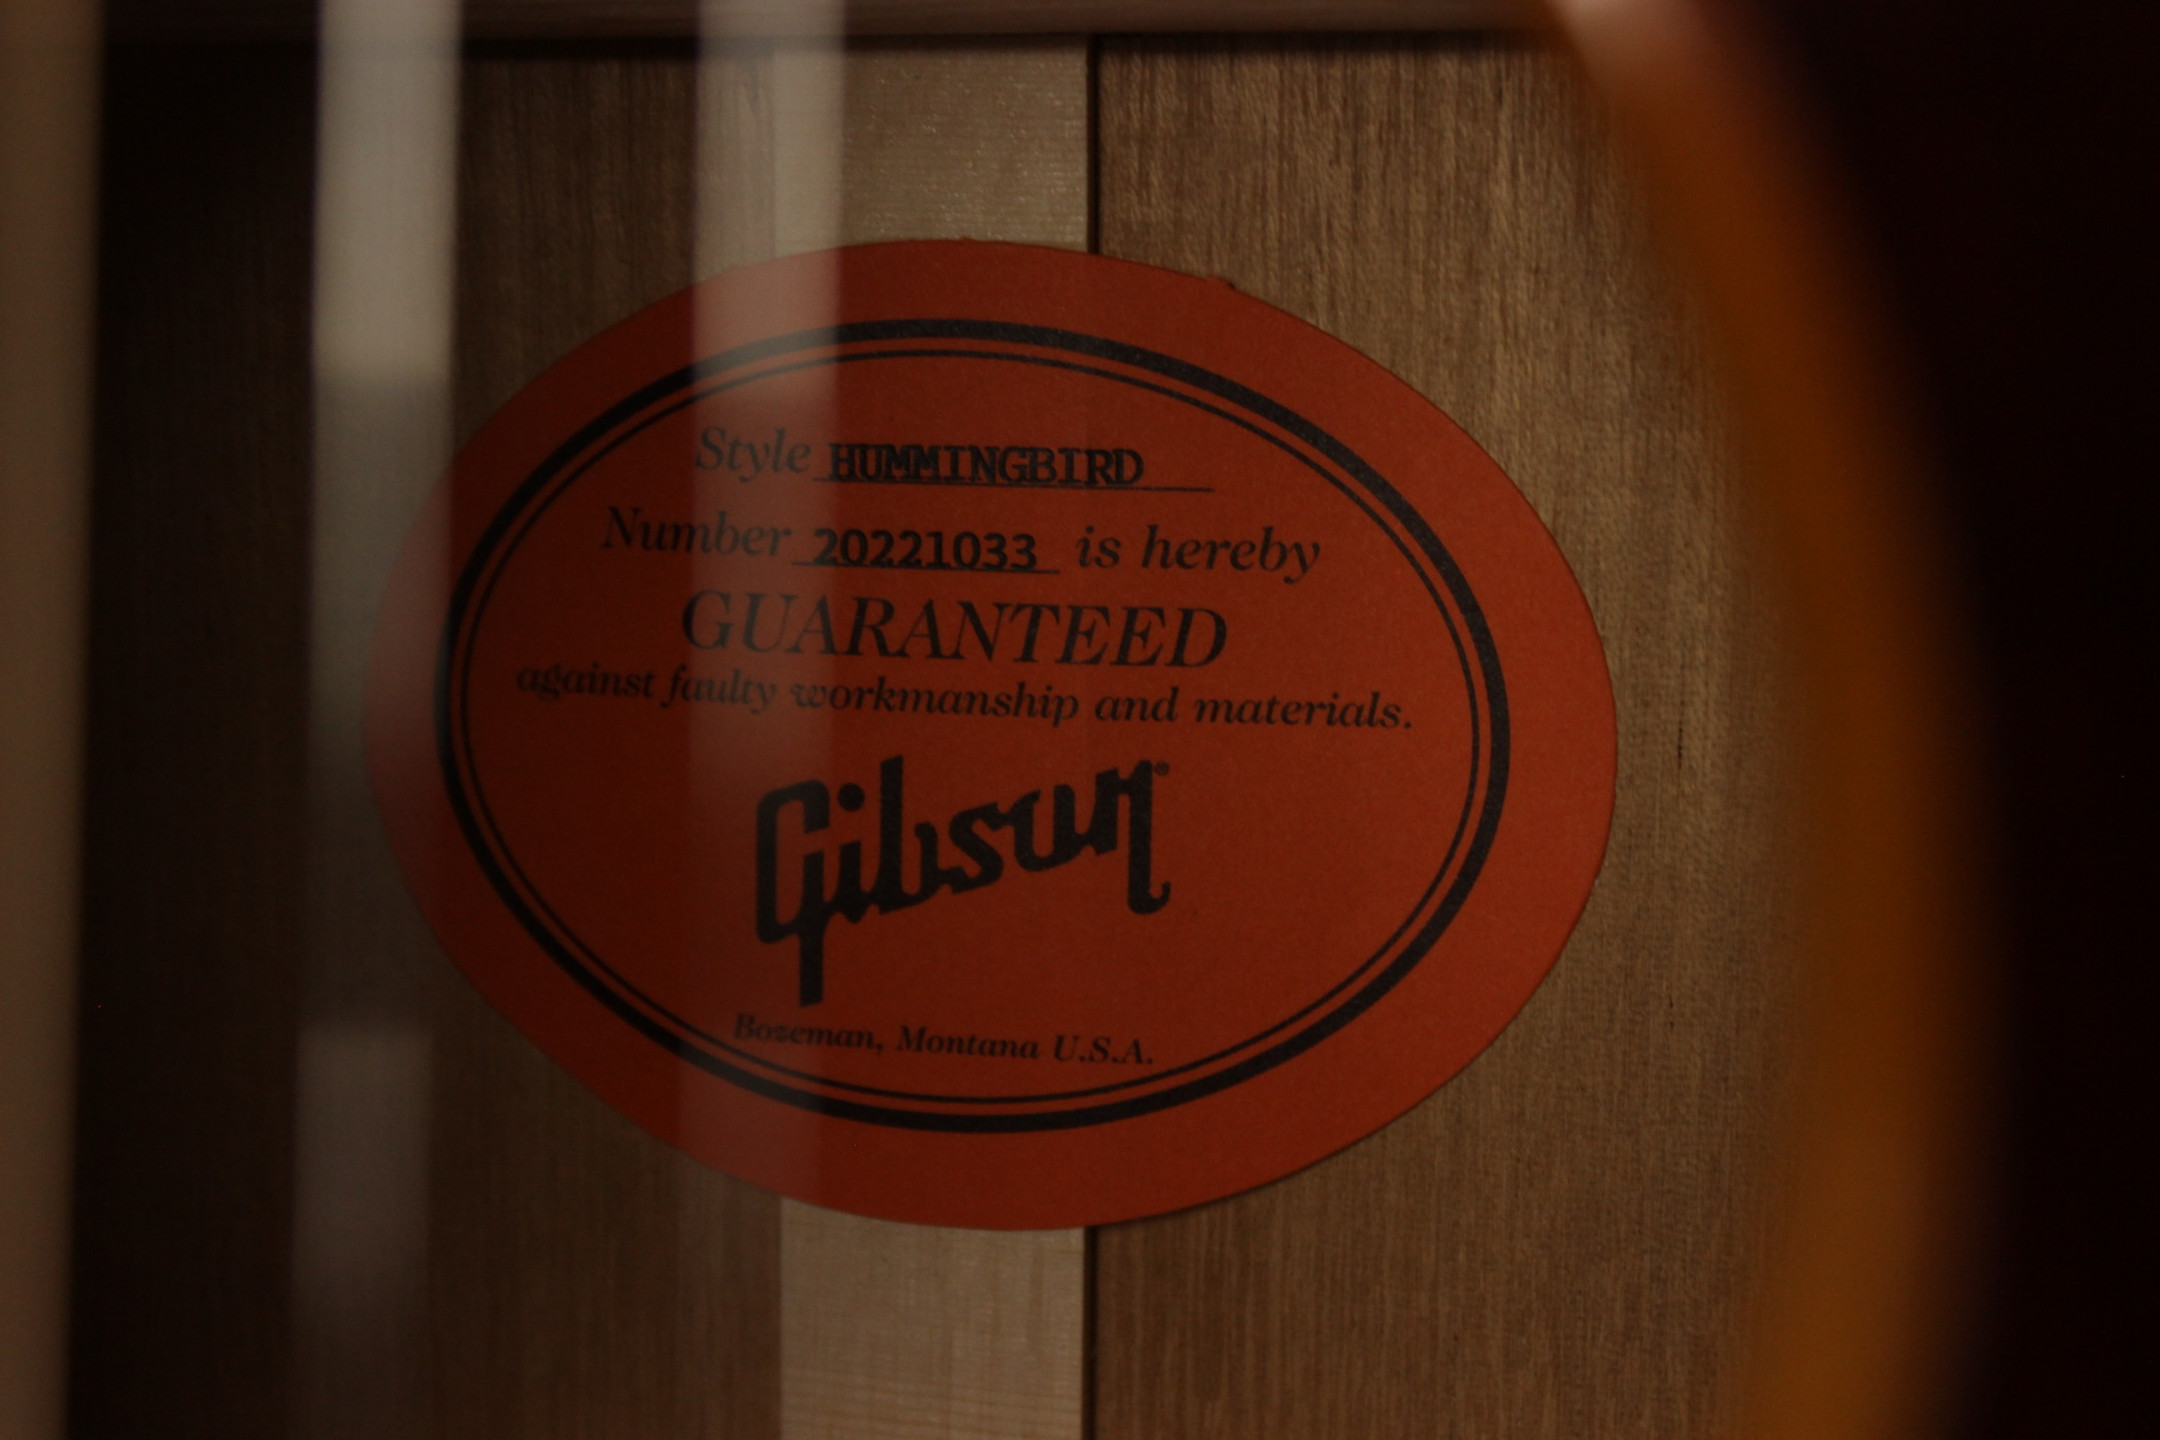 Style HUMMINGBIRD
Number 20221033 is hereby
GUARANTEED
against faulty workmanship and materials.
Gibson®
Bozeman, Montana U.S.A.